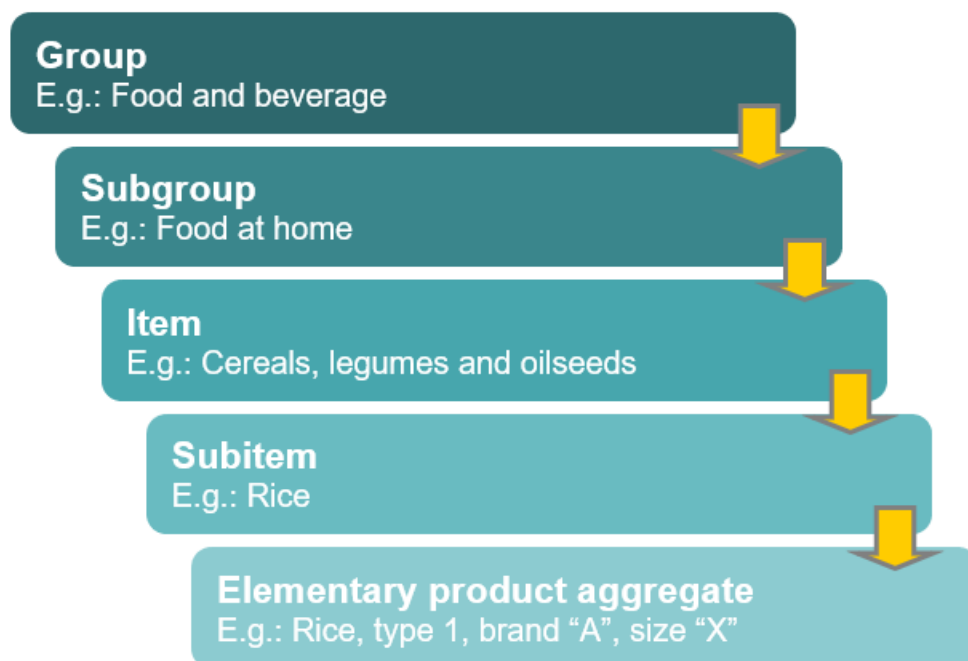 Group
E.g.: Food and beverage
Subgroup
E.g.: Food at home
Item
E.g.: Cereals, legumes and oilseeds
Subitem
E.g.: Rice
Elementary product aggregate
E.g.: Rice, type 1, brand “A”, size “X”